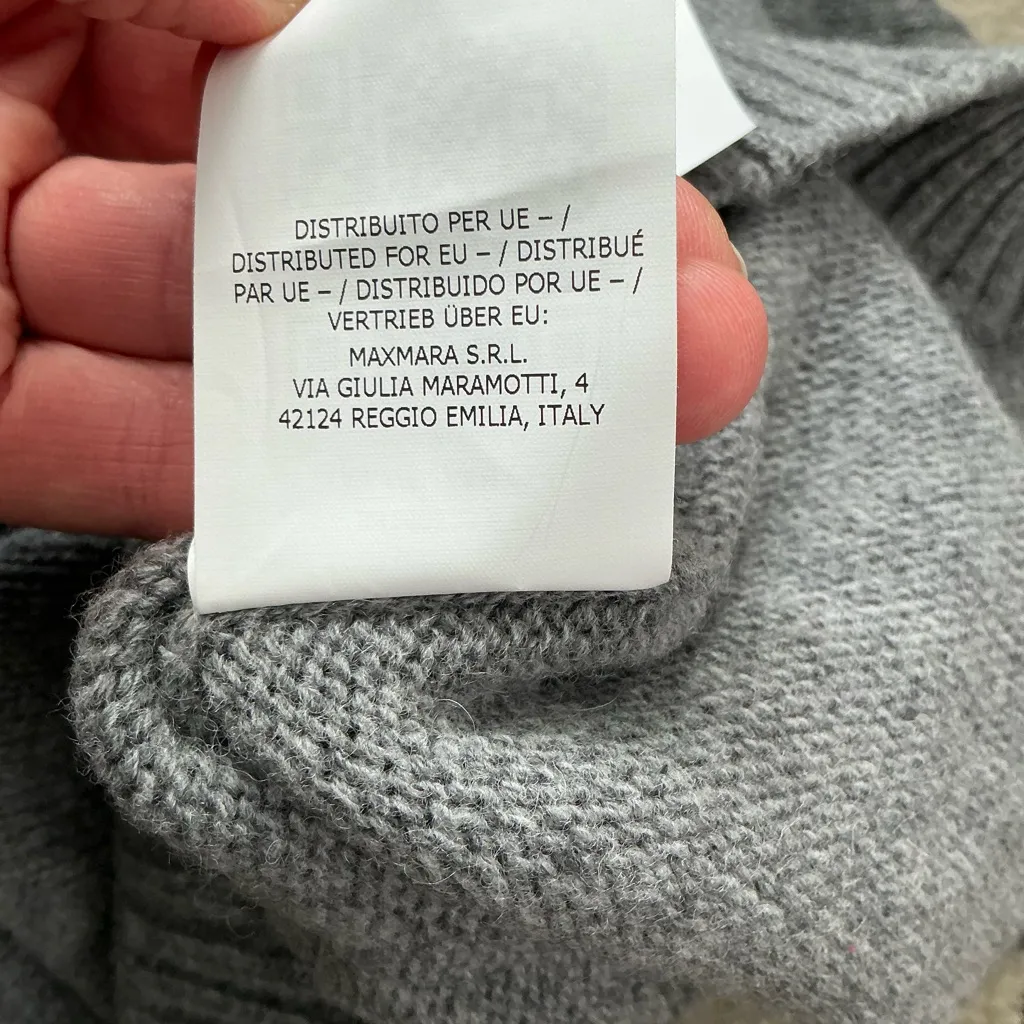 DISTRIBUITO PER UE – /
DISTRIBUTED FOR EU – / DISTRIBUÉ
PAR UE – / DISTRIBUIDO POR UE – /
VERTRIEB ÜBER EU:
MAXMARA S.R.L.
VIA GIULIA MARAMOTTI, 4
42124 REGGIO EMILIA, ITALY